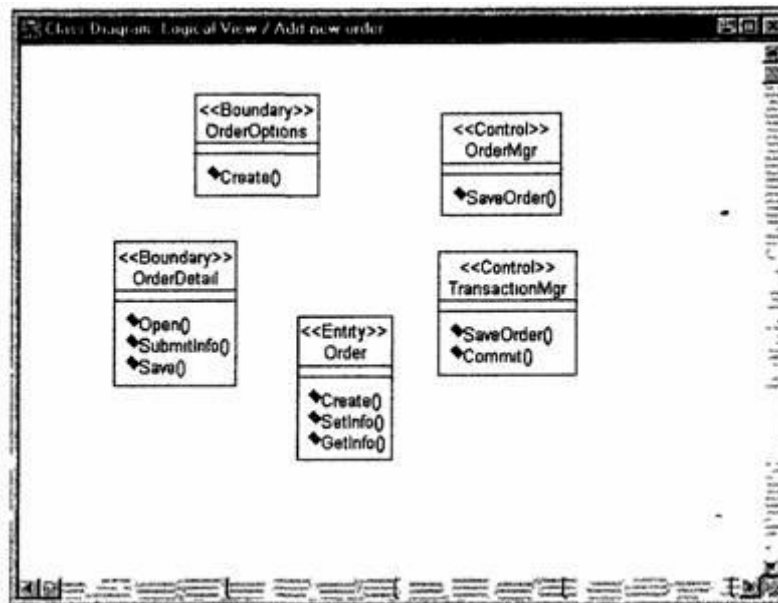 Class Diagram: Logical View / Add new order
<<Boundary>>
OrderOptions
Create()
<<Control>>
OrderMgr
SaveOrder()
<<Boundary>>
OrderDetail
Open()
SubmitInfo()
Save()
<<Control>>
TransactionMgr
SaveOrder()
Commit()
<<Entity>>
Order
Create()
SetInfo()
GetInfo()